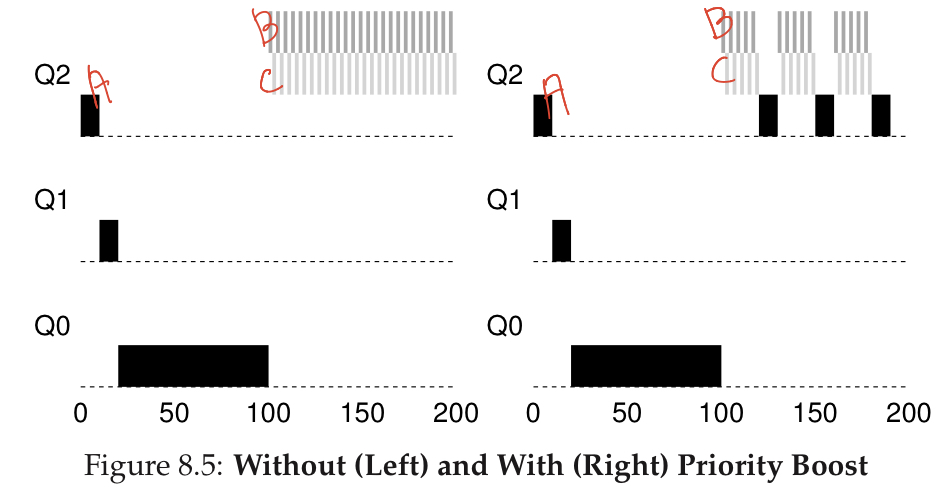 B B
Q2 A C Q2 A C
Q1 Q1
Q0 Q0
0 50 100 150 200 0 50 100 150 200
Figure 8.5: Without (Left) and With (Right) Priority Boost